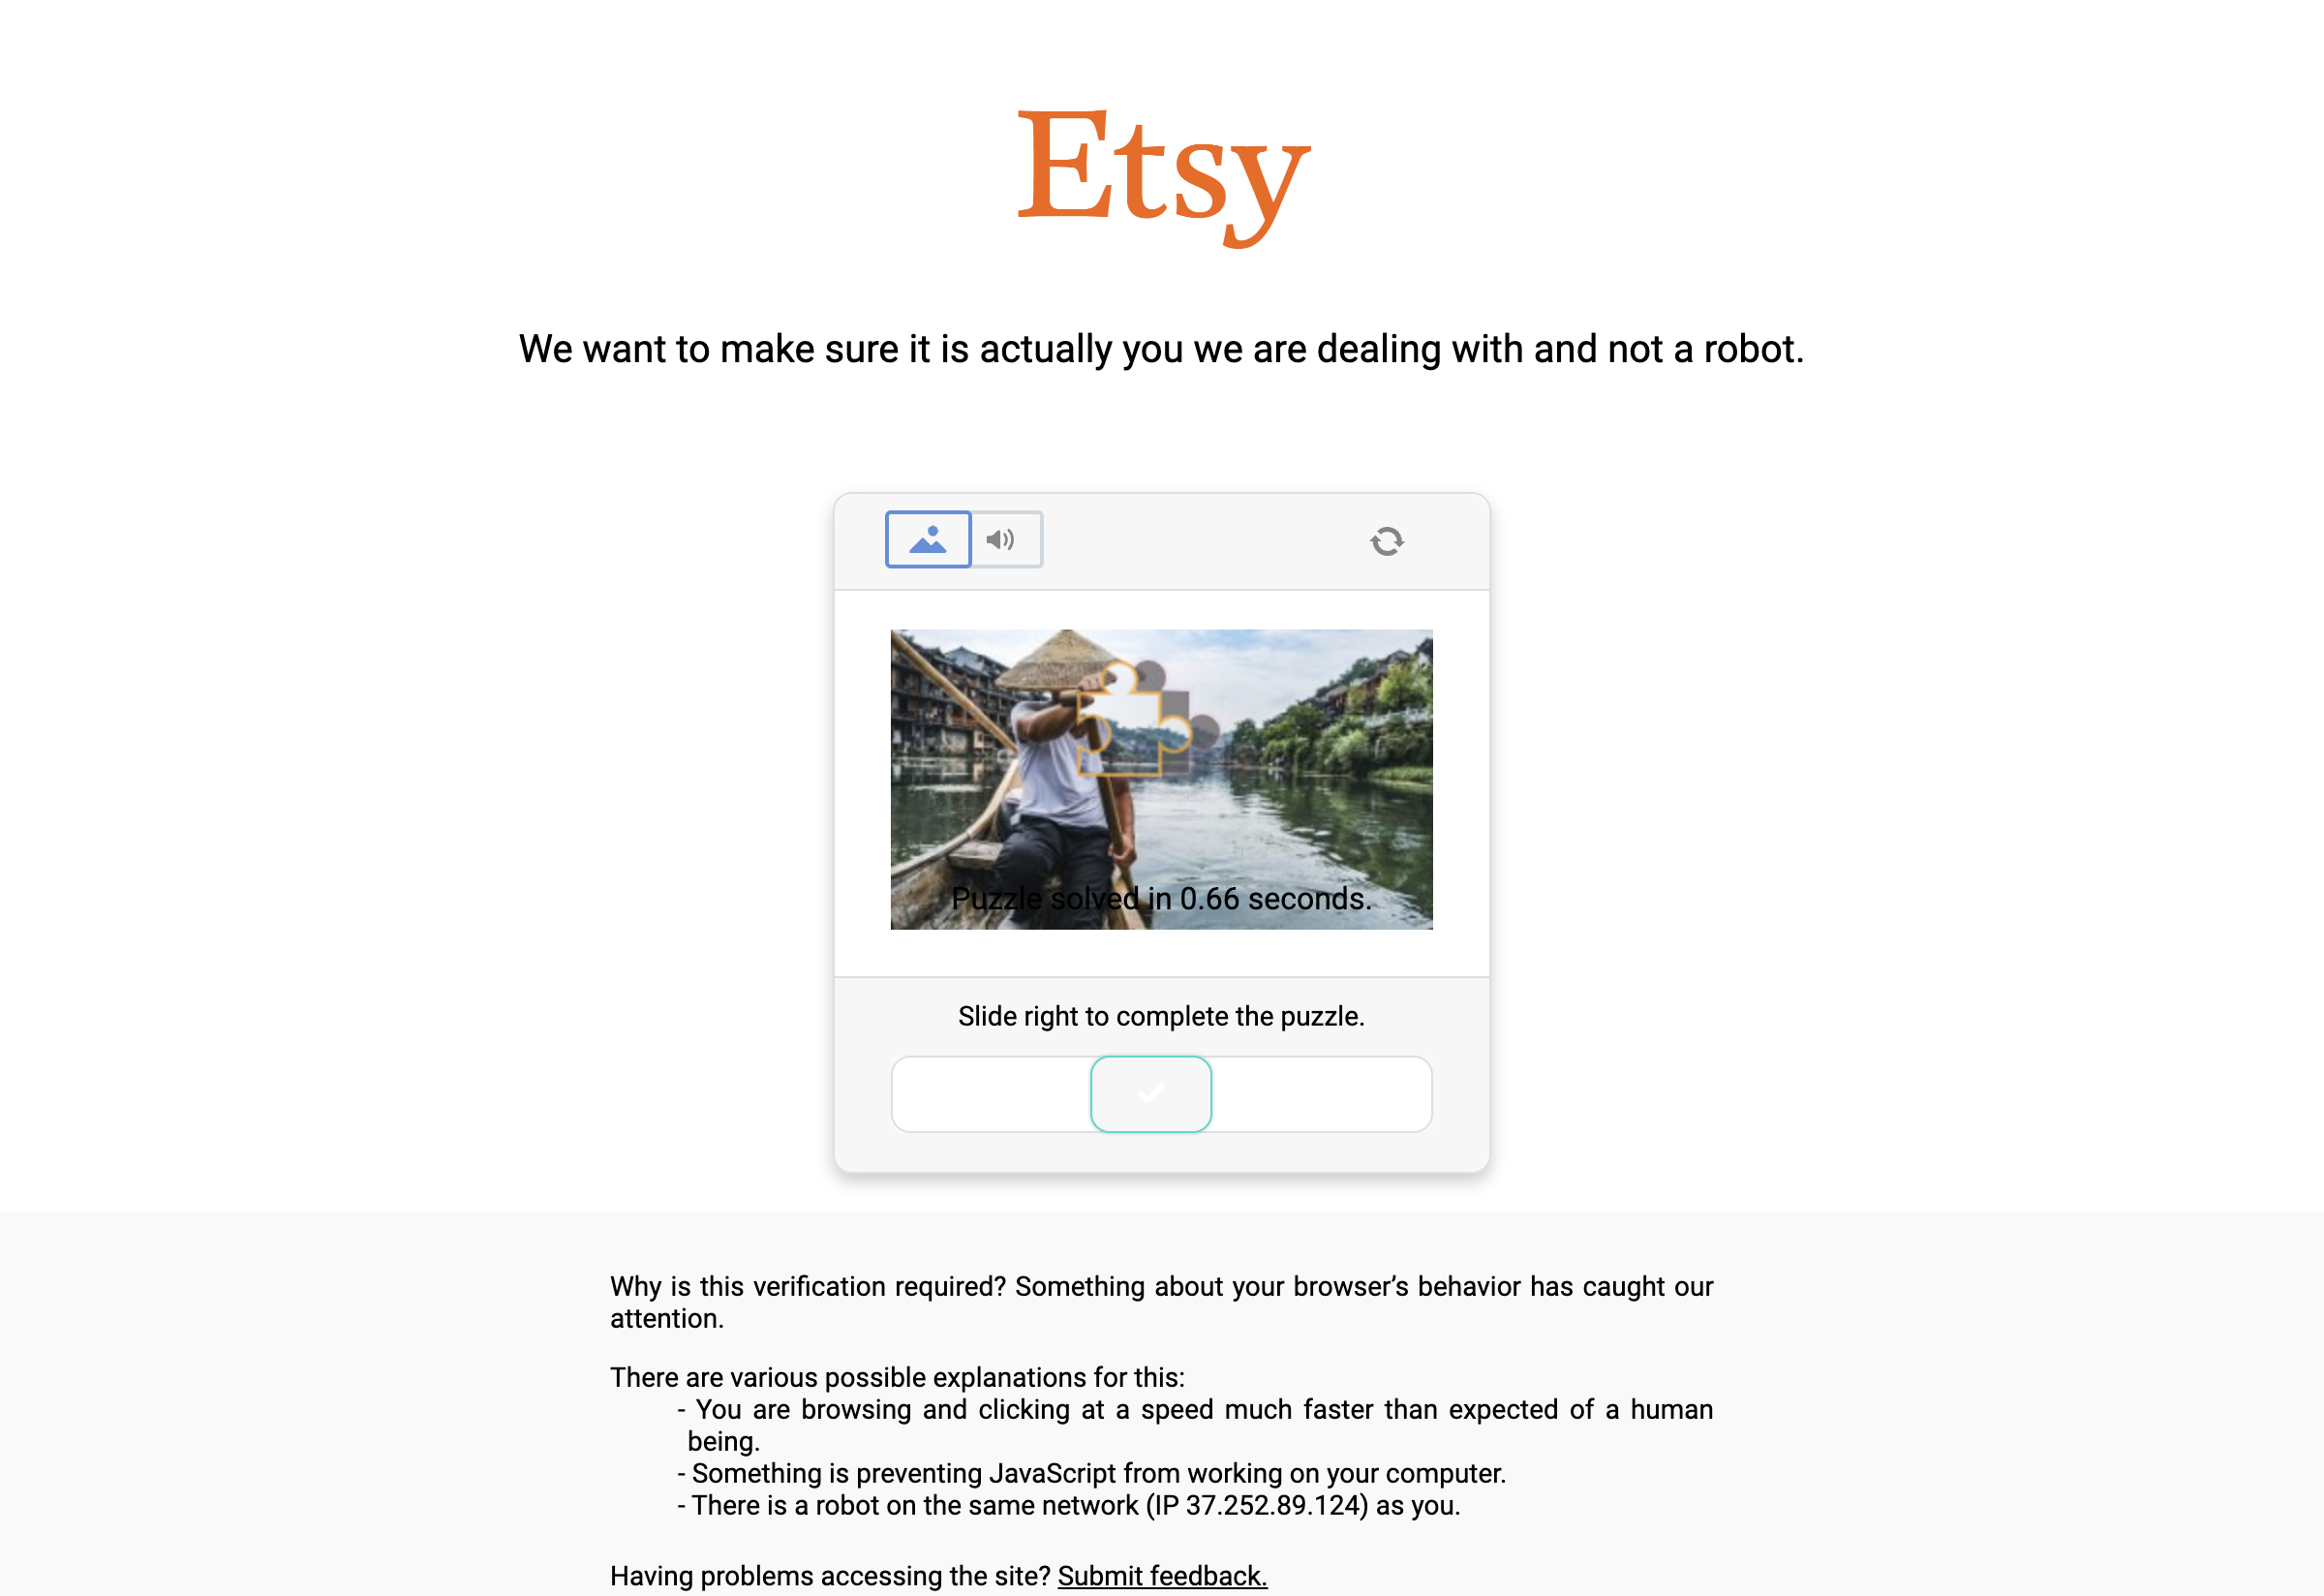 Etsy
We want to make sure it is actually you we are dealing with and not a robot.
Puzzle solved in 0.66 seconds.
Slide right to complete the puzzle.
Why is this verification required? Something about your browser’s behavior has caught our
attention.
There are various possible explanations for this:
- You are browsing and clicking at a speed much faster than expected of a human
being.
- Something is preventing JavaScript from working on your computer.
- There is a robot on the same network (IP 37.252.89.124) as you.
Having problems accessing the site? Submit feedback.